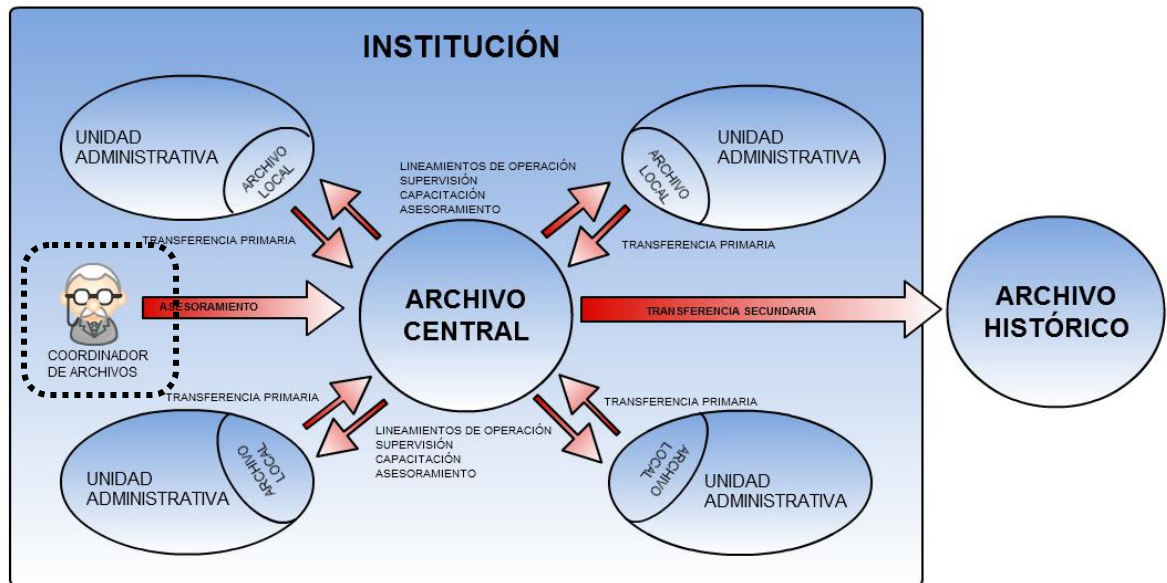 INSTITUCIÓN
UNIDAD
ADMINISTRATIVA
ARCHIVO
LOCAL
LINEAMIENTOS DE OPERACIÓN
SUPERVISIÓN
CAPACITACIÓN
ASESORAMIENTO
ARCHIVO
LOCAL
UNIDAD
ADMINISTRATIVA
TRANSFERENCIA PRIMARIA
TRANSFERENCIA PRIMARIA
COORDINADOR
DE ARCHIVOS
ASESORAMIENTO
ARCHIVO
CENTRAL
TRANSFERENCIA SECUNDARIA
ARCHIVO
HISTÓRICO
TRANSFERENCIA PRIMARIA
TRANSFERENCIA PRIMARIA
LINEAMIENTOS DE OPERACIÓN
SUPERVISIÓN
CAPACITACIÓN
ASESORAMIENTO
UNIDAD
ADMINISTRATIVA
ARCHIVO
LOCAL
ARCHIVO
LOCAL
UNIDAD
ADMINISTRATIVA